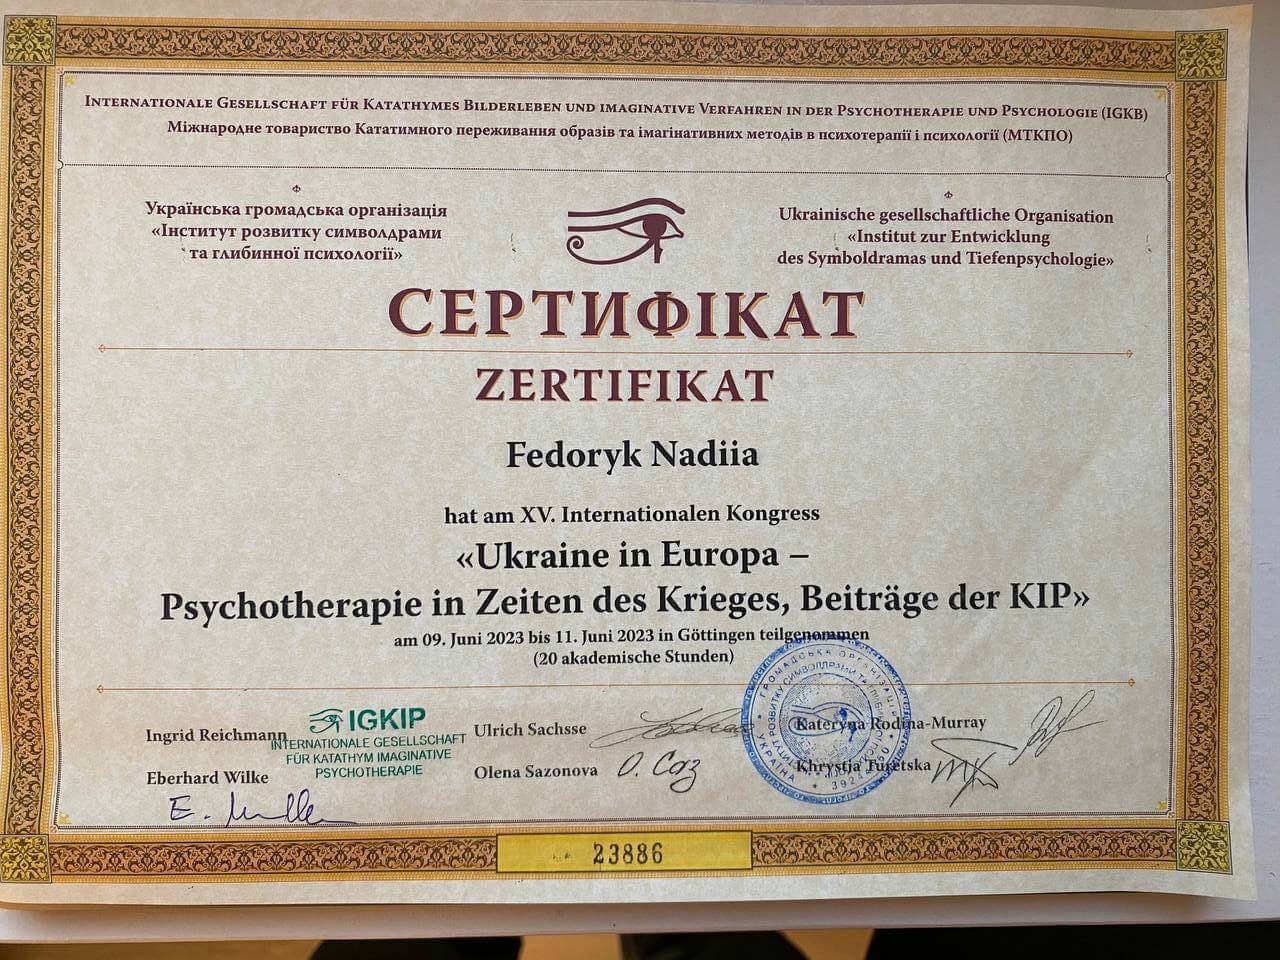 Internationale Gesellschaft für Katathymes Bilderleben und imaginative Verfahren in der Psychotherapie und Psychologie (IGKB)
Міжнародне товариство Кататимного переживання образів та імагінативних методів в психотерапії і психології (МТКПО)
Українська громадська організація
«Інститут розвитку символдрами
та глибинної психології»
Ukrainische gesellschaftliche Organisation
«Institut zur Entwicklung
des Symboldramas und Tiefenpsychologie»
СЕРТИФІКАТ
ZERTIFIKAT
Fedoryk Nadiia
hat am XV. Internationalen Kongress
«Ukraine in Europa –
Psychotherapie in Zeiten des Krieges, Beiträge der KIP»
am 09. Juni 2023 bis 11. Juni 2023 in Göttingen teilgenommen
(20 akademische Stunden)
Ingrid Reichmann
Eberhard Wilke
IGKIP
INTERNATIONALE GESELLSCHAFT
FÜR KATATHYM IMAGINATIVE
PSYCHOTHERAPIE
Ulrich Sachsse
Olena Sazonova
О. Саз
Kateryna Rodina-Murray
Khrystja Turetska
ГРОМАДСЬКА ОРГАНІЗАЦІЯ
УКРАЇНА
23886